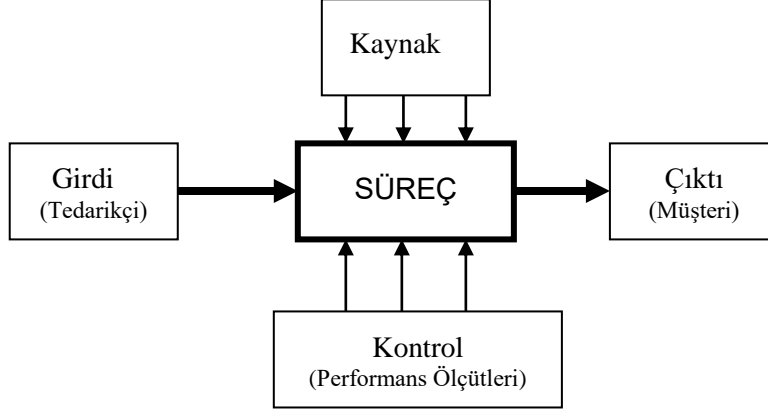 Kaynak
Girdi
(Tedarikçi)
SÜREÇ
Çıktı
(Müşteri)
Kontrol
(Performans Ölçütleri)